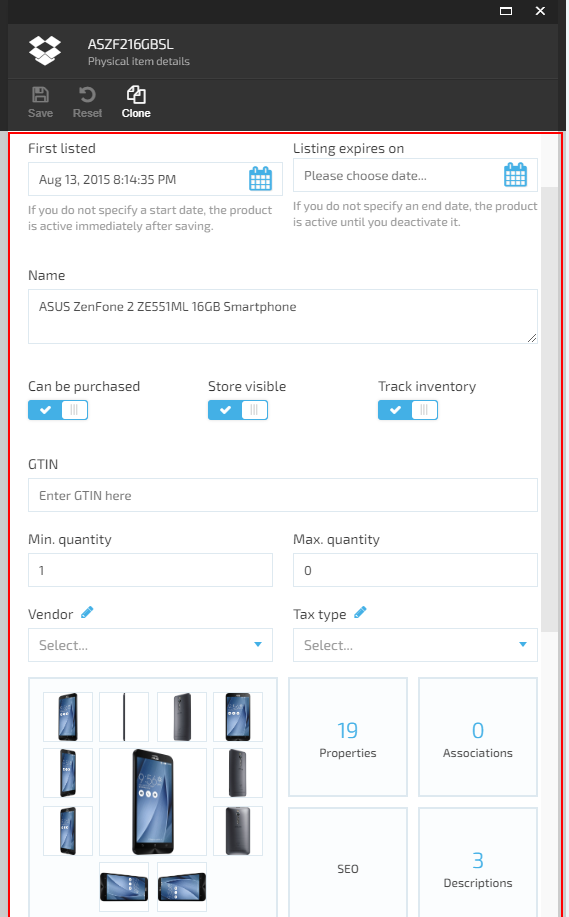 ASZF216GBSL
Physical item details
Save Reset Clone
First listed
Listing expires on
Aug 13, 2015 8:14:35 PM
Please choose date...
If you do not specify a start date, the product
is active immediately after saving.
If you do not specify an end date, the product
is active until you deactivate it.
Name
ASUS ZenFone 2 ZE551ML 16GB Smartphone
Can be purchased
Store visible
Track inventory
GTIN
Enter GTIN here
Min. quantity
Max. quantity
1
0
Vendor
Tax type
Select...
Select...
9:56
19
Properties
0
Associations
SEO
3
Descriptions